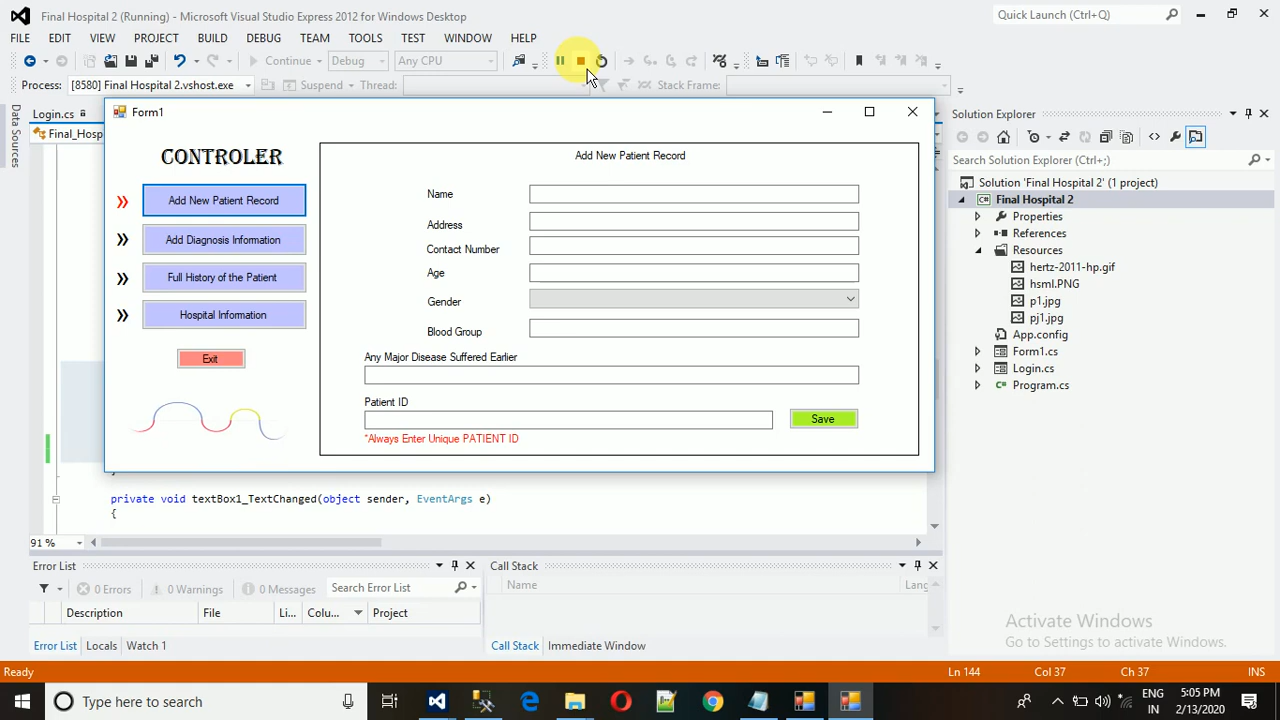 Final Hospital 2 (Running) - Microsoft Visual Studio Express 2012 for Windows Desktop
Quick Launch (Ctrl+Q)
FILE EDIT VIEW PROJECT BUILD DEBUG TEAM TOOLS TEST WINDOW HELP
Continue Debug Any CPU
Process: [8580] Final Hospital 2.vshost.exe Suspend Thread: Stack Frame:
Data Sources
Login.cs
Final_Hosp
Form1
CONTROLER
Add New Patient Record
Add Diagnosis Information
Full History of the Patient
Hospital Information
Exit
Add New Patient Record
Name
Address
Contact Number
Age
Gender
Blood Group
Any Major Disease Suffered Earlier
Patient ID
Save
*Always Enter Unique PATIENT ID
private void textBox1_TextChanged(object sender, EventArgs e)
{
91 %
Solution Explorer
Search Solution Explorer (Ctrl+;)
Solution 'Final Hospital 2' (1 project)
Final Hospital 2
Properties
References
Resources
hertz-2011-hp.gif
hsml.PNG
p1.jpg
pj1.jpg
App.config
Form1.cs
Login.cs
Program.cs
Error List
0 Errors 0 Warnings 0 Messages Search Error List
Description File Li... Colu... Project
Error List Locals Watch 1
Call Stack
Name Lang
Call Stack Immediate Window
Activate Windows
Go to Settings to activate Windows.
Ready Ln 144 Col 37 Ch 37 INS
Type here to search
ENG
IN
5:05 PM
2/13/2020